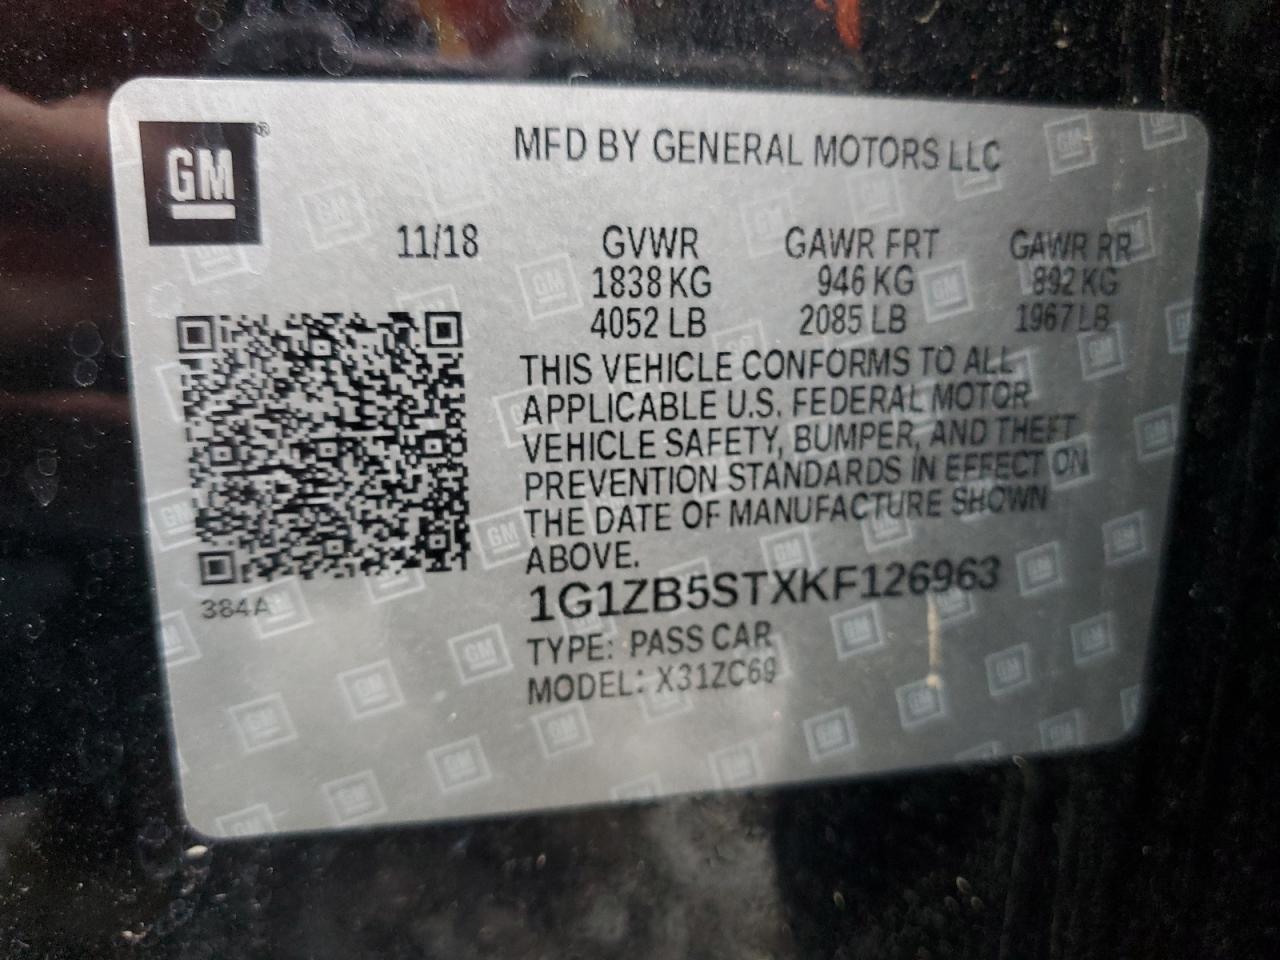 GM®
MFD BY GENERAL MOTORS LLC
11/18 GVWR GAWR FRT GAWR RR
1838 KG 946 KG 892 KG
4052 LB 2085 LB 1967 LB
THIS VEHICLE CONFORMS TO ALL
APPLICABLE U.S. FEDERAL MOTOR
VEHICLE SAFETY, BUMPER, AND THEFT
PREVENTION STANDARDS IN EFFECT ON
THE DATE OF MANUFACTURE SHOWN
ABOVE.
384A
1G1ZB5STXKF126963
TYPE: PASS CAR
MODEL: X31ZC69